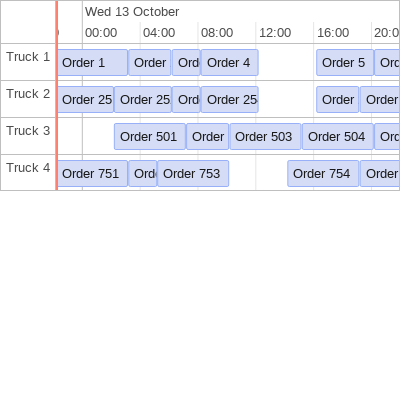 Wed 13 October
00:00 04:00 08:00 12:00 16:00 20:0
Truck 1 Order 1 Order Ord Order 4 Order 5 Ord
Truck 2 Order 25 Order 25 Ord Order 25 Order Order
Truck 3 Order 501 Order Order 503 Order 504 Ord
Truck 4 Order 751 Ord Order 753 Order 754 Order